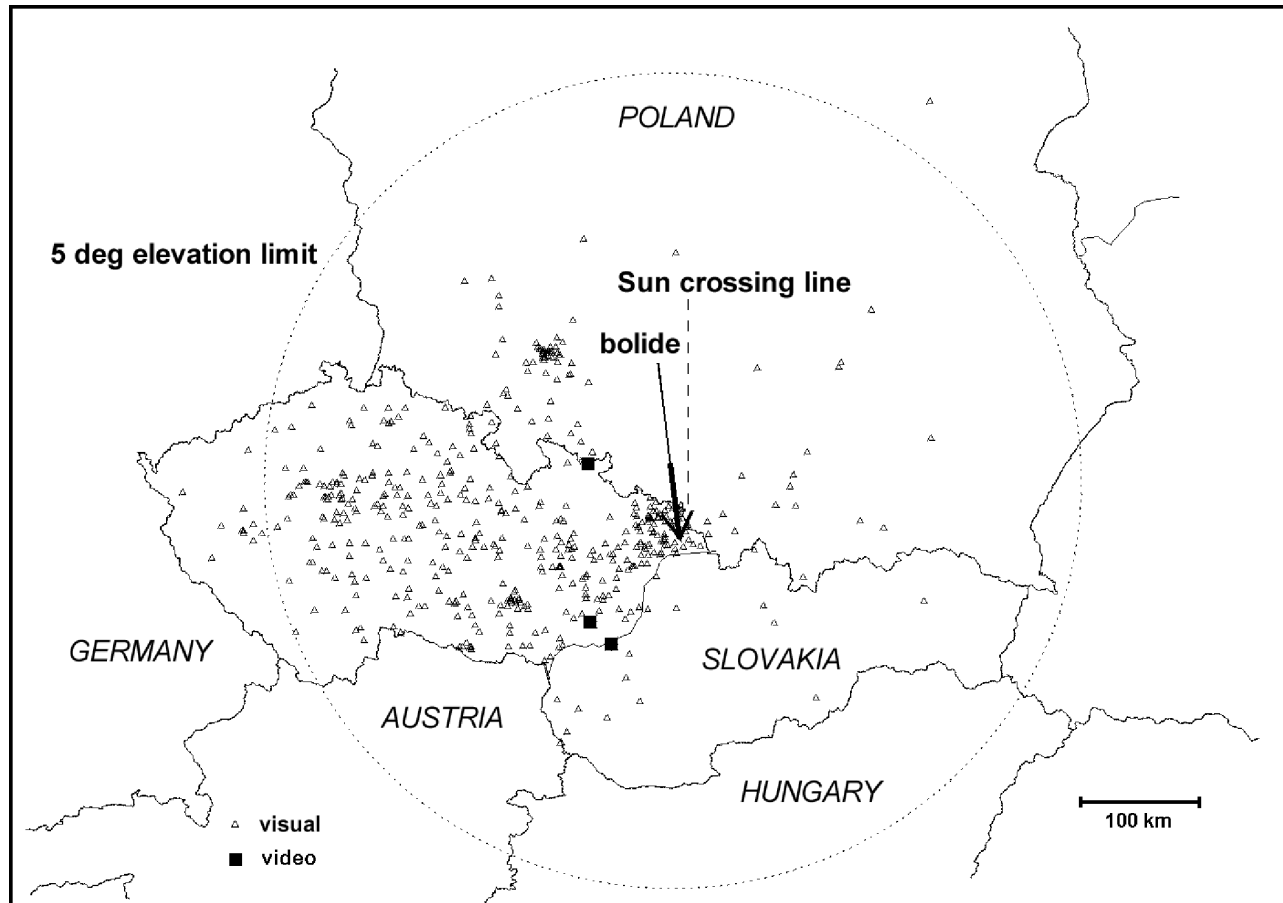 POLAND
5 deg elevation limit
Sun crossing line
bolide
GERMANY
SLOVAKIA
AUSTRIA
HUNGARY
visual
video
100 km